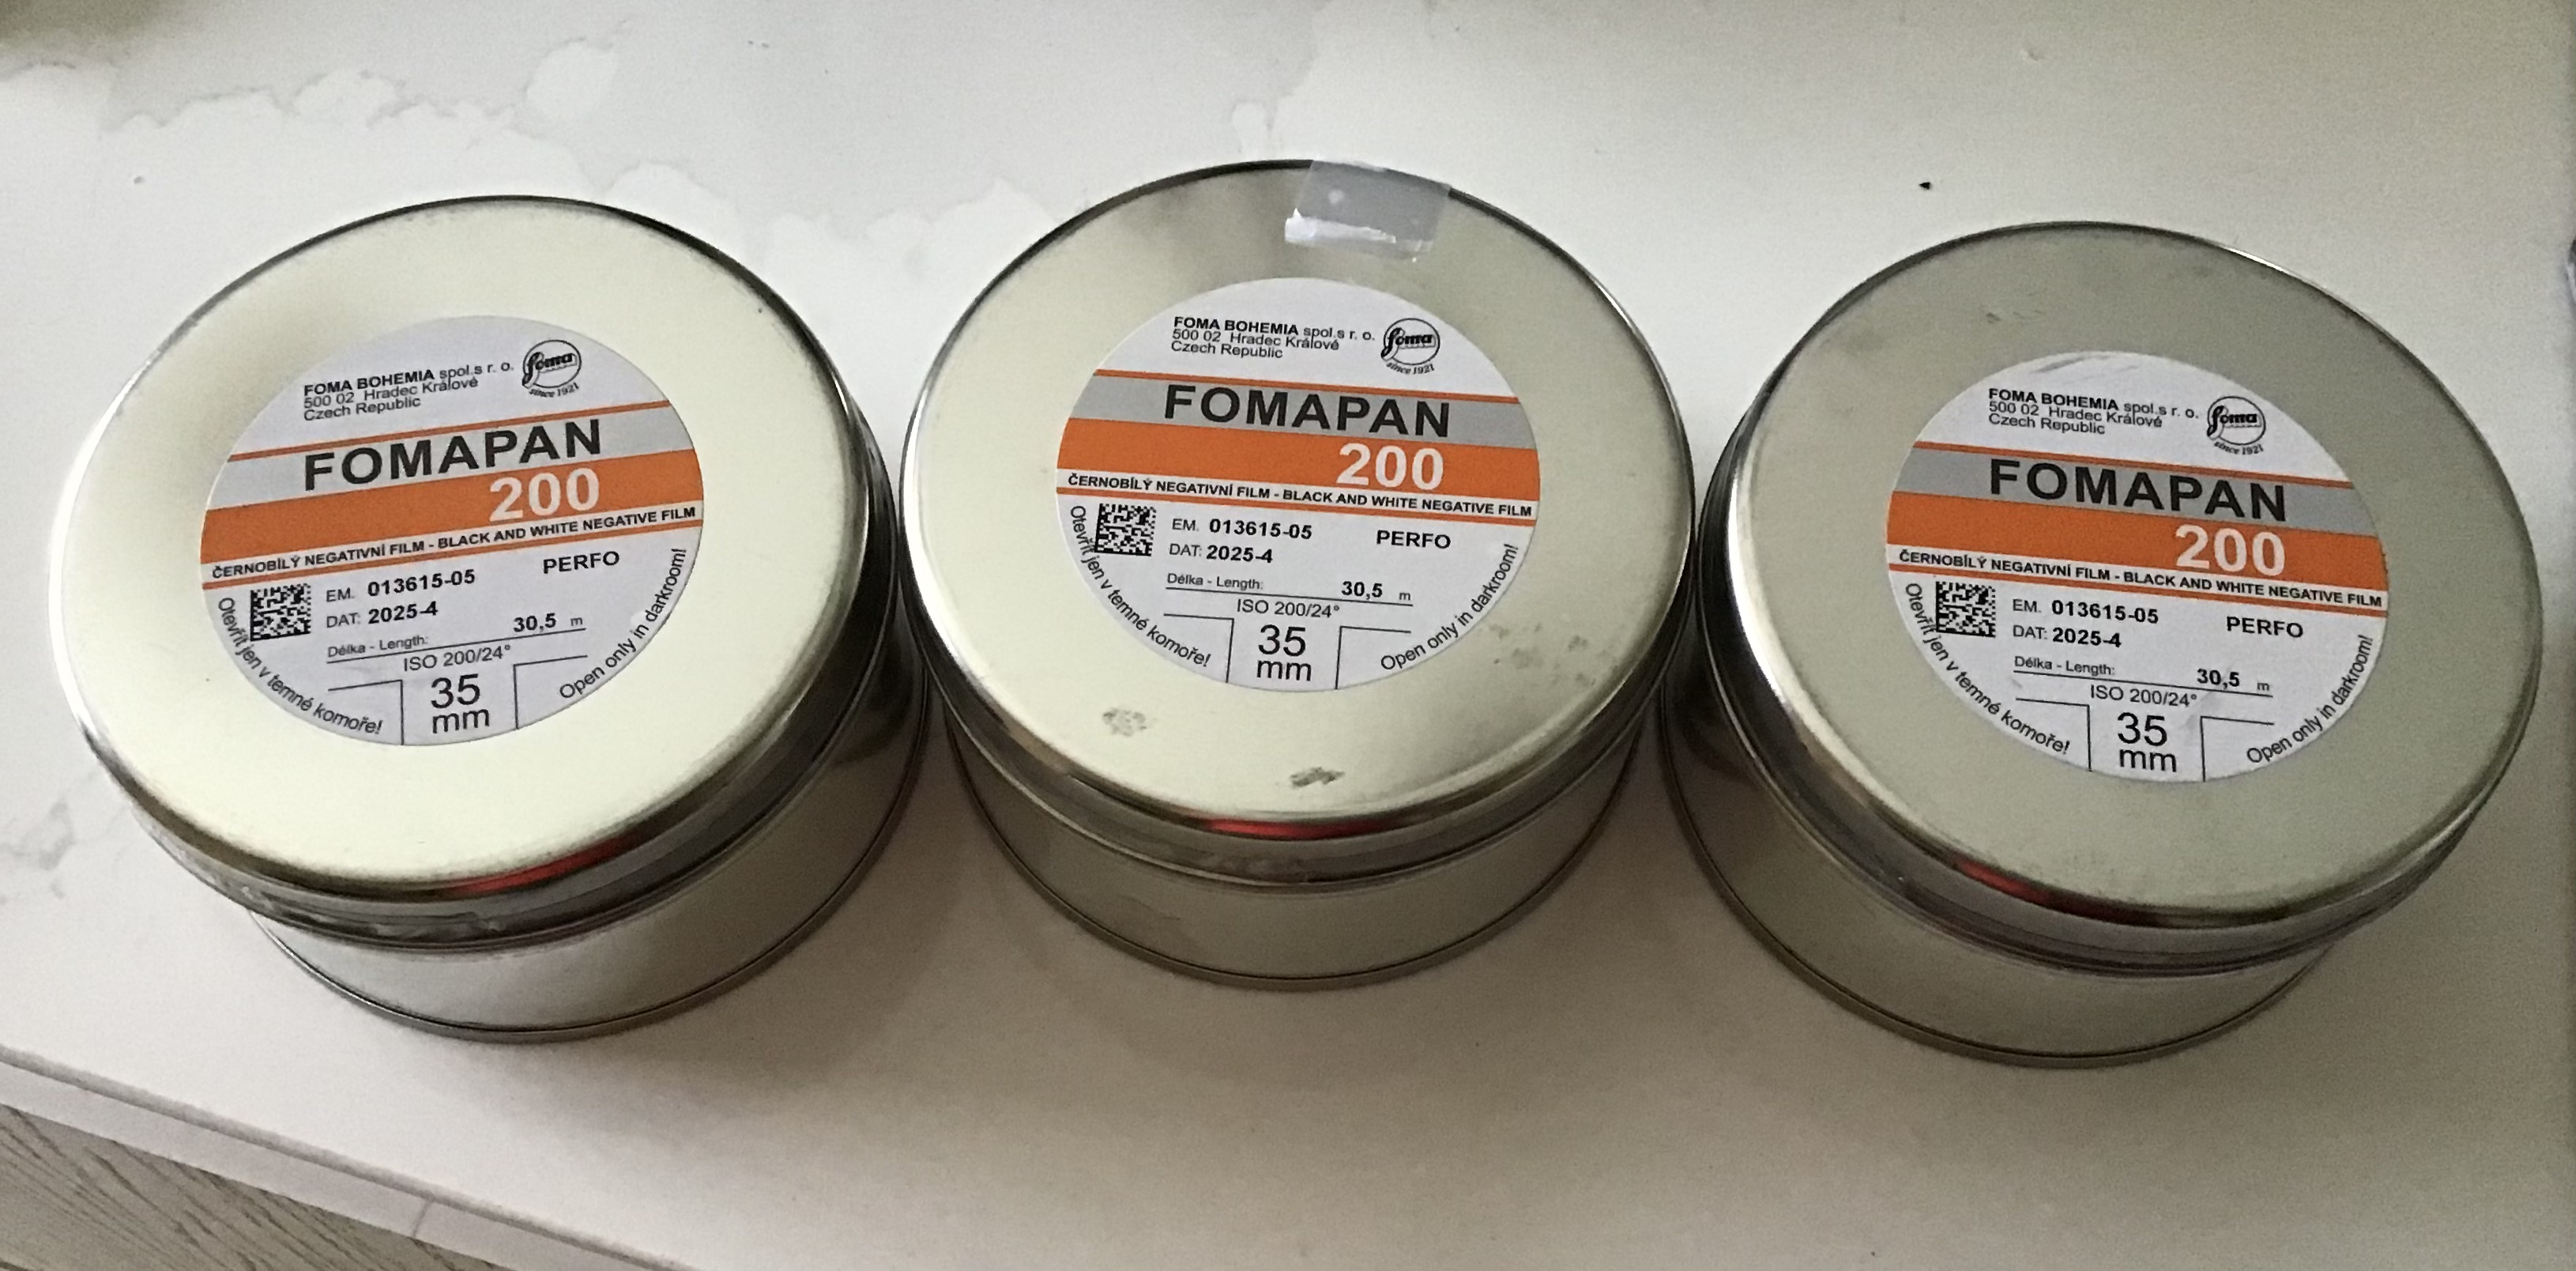 FOMA BOHEMIA spol.s r. o.
500 02 Hradec Králové
Czech Republic
foma
since 1921
FOMAPAN
200
ČERNOBÍLÝ NEGATIVNÍ FILM - BLACK AND WHITE NEGATIVE FILM
EM. 013615-05 PERFO
DAT: 2025-4
Délka - Length: 30,5 m
ISO 200/24°
35
mm
Otevřít jen v temné komoře!
Open only in darkroom!
FOMA BOHEMIA spol.s r. o.
500 02 Hradec Králové
Czech Republic
foma
since 1921
FOMAPAN
200
ČERNOBÍLÝ NEGATIVNÍ FILM - BLACK AND WHITE NEGATIVE FILM
EM. 013615-05 PERFO
DAT: 2025-4
Délka - Length: 30,5 m
ISO 200/24°
35
mm
Otevřít jen v temné komoře!
Open only in darkroom!
FOMA BOHEMIA spol.s r. o.
500 02 Hradec Králové
Czech Republic
foma
since 1921
FOMAPAN
200
ČERNOBÍLÝ NEGATIVNÍ FILM - BLACK AND WHITE NEGATIVE FILM
EM. 013615-05 PERFO
DAT: 2025-4
Délka - Length: 30,5 m
ISO 200/24°
35
mm
Otevřít jen v temné komoře!
Open only in darkroom!